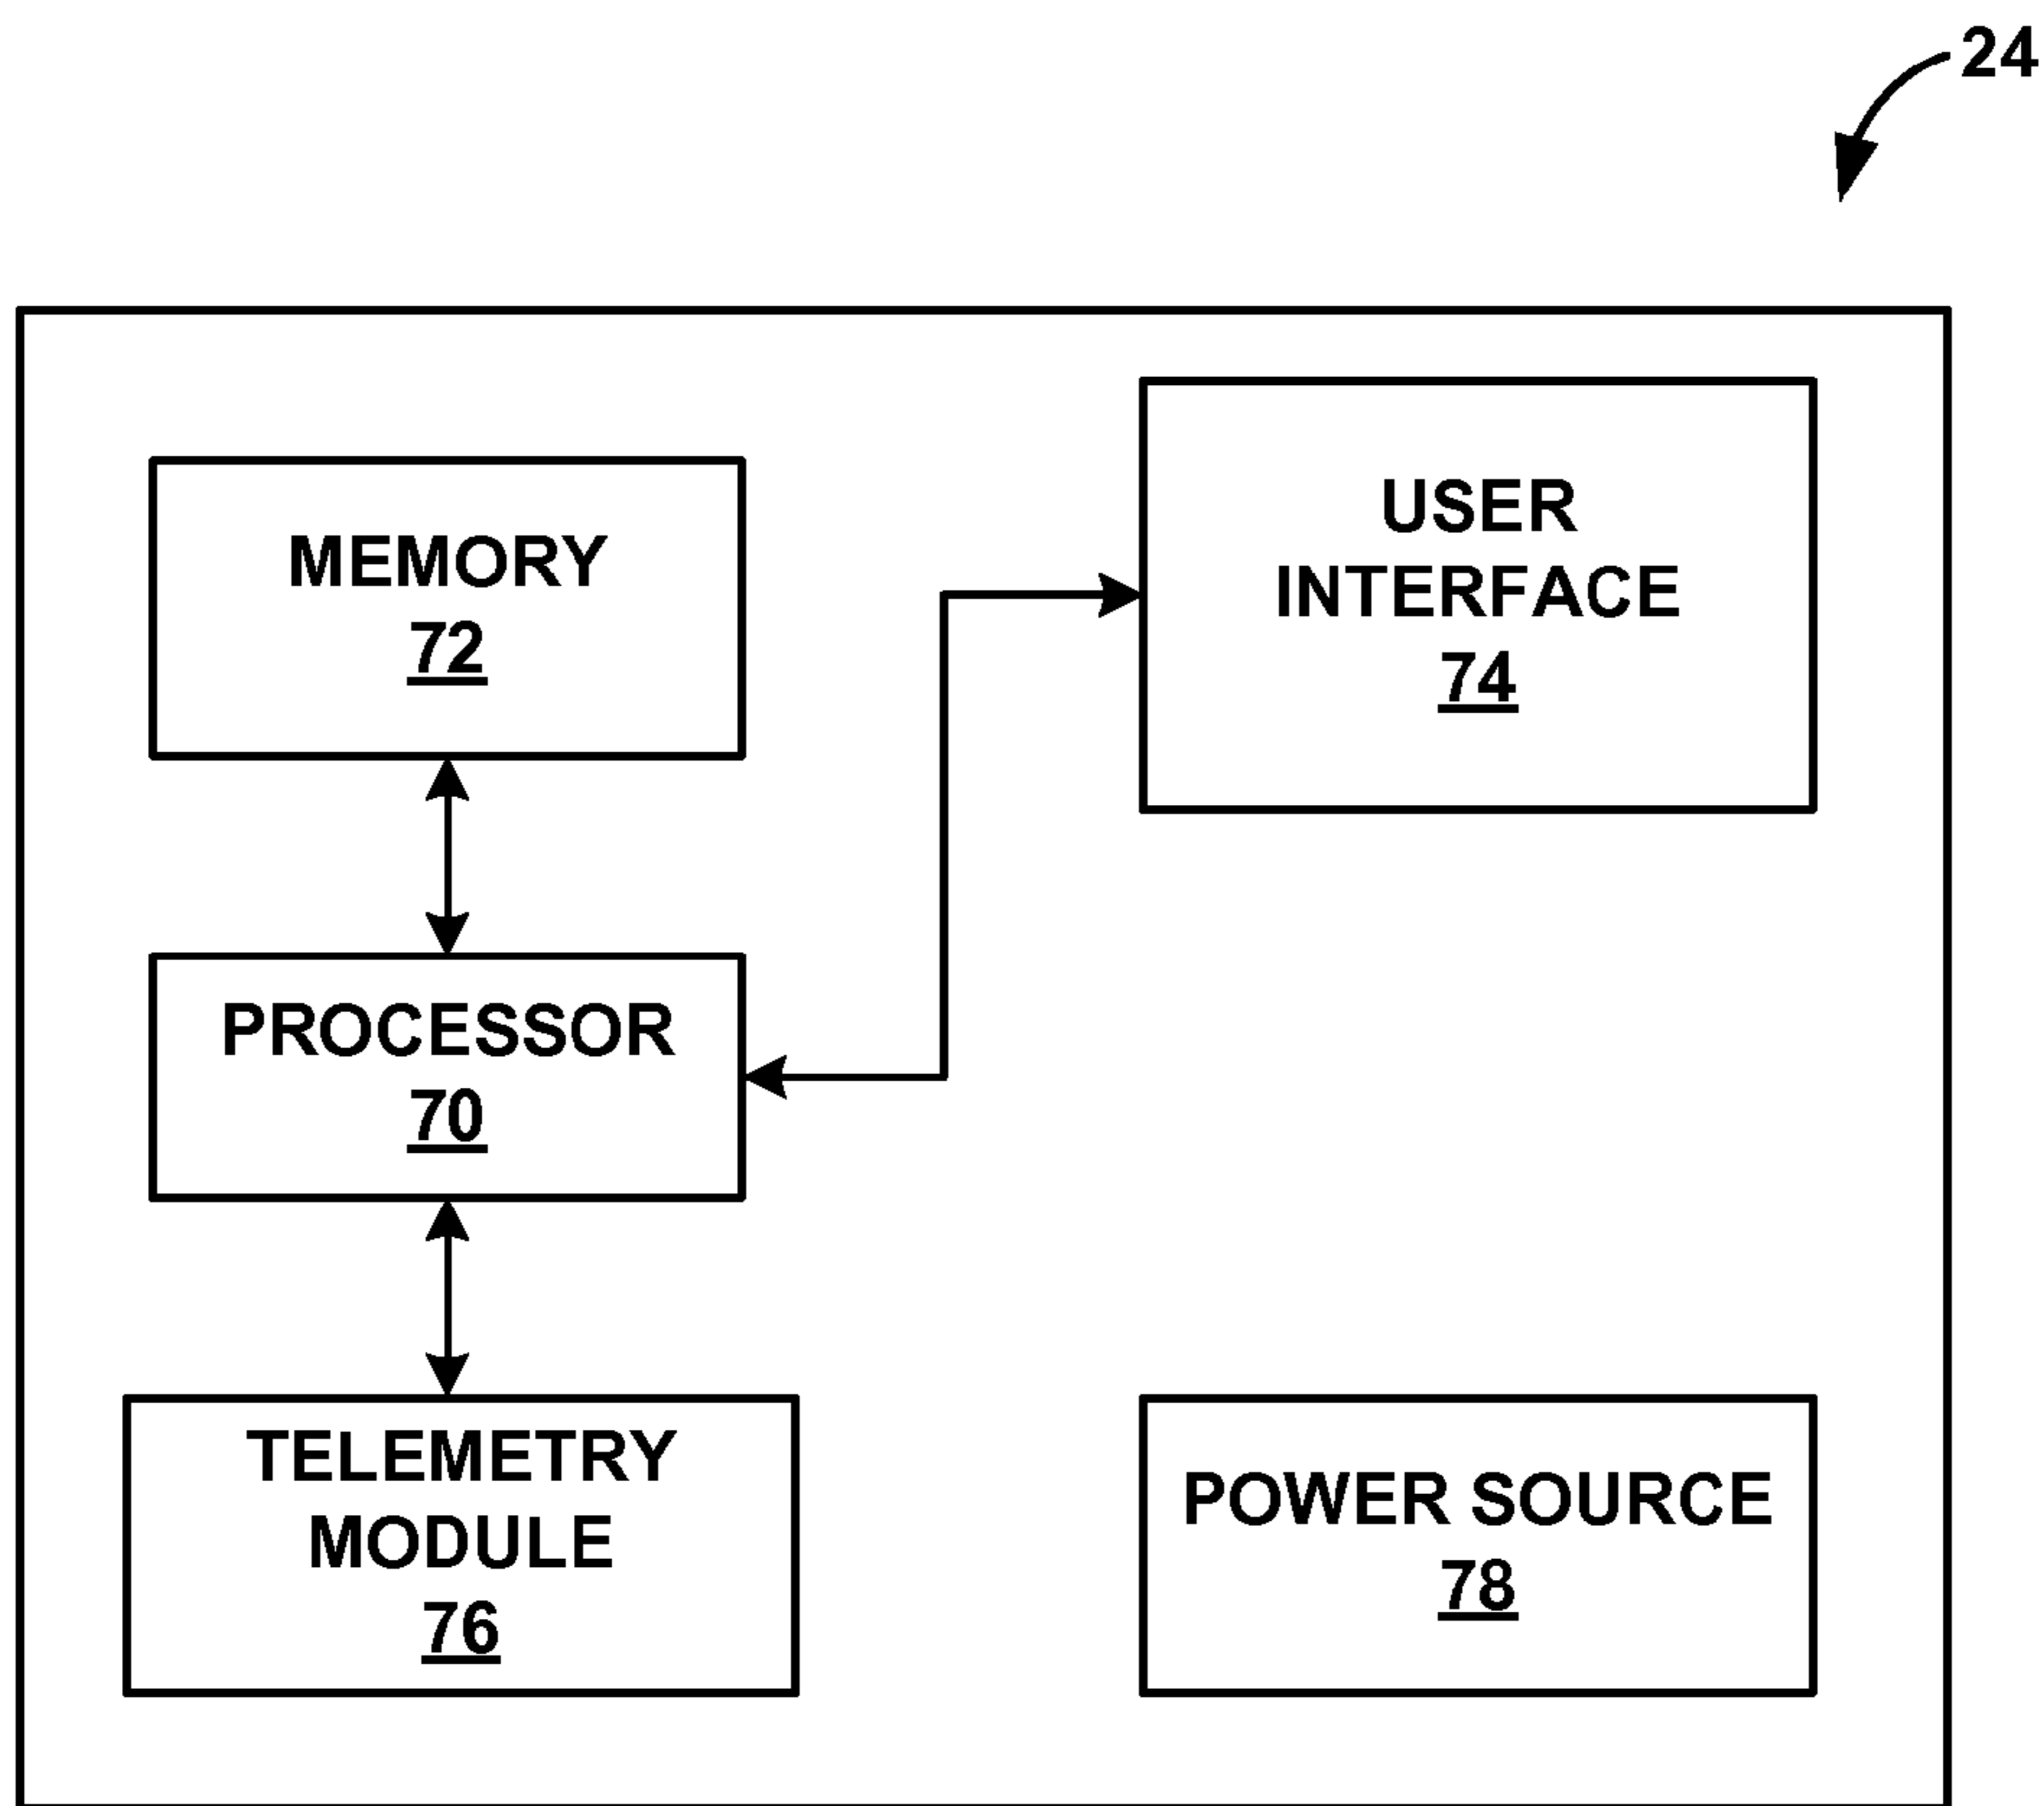 24
MEMORY
72
USER
INTERFACE
74
PROCESSOR
70
TELEMETRY
MODULE
76
POWER SOURCE
78